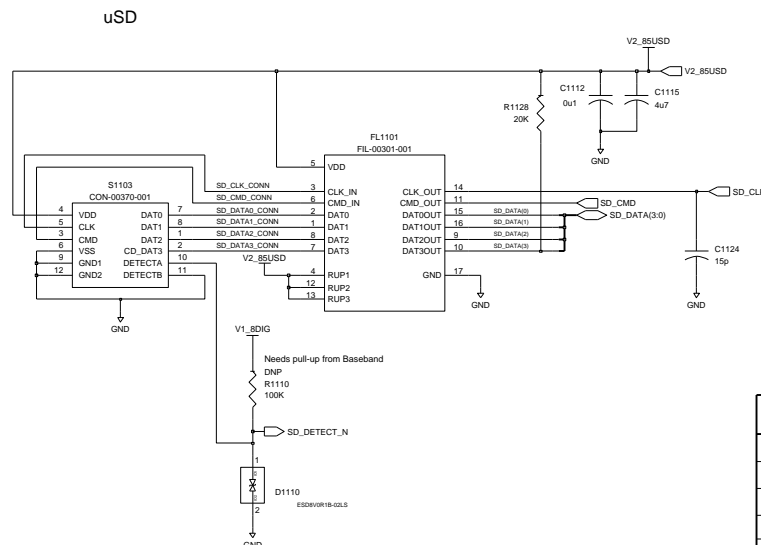 uSD
V2_85USD
V2_85USD
C1112
0u1
C1115
4u7
GND
R1128
20K
FL1101
FIL-00301-001
5 VDD
3 CLK_IN CLK_OUT 14
6 CMD_IN CMD_OUT 11
2 DAT0 DAT0OUT 15
1 DAT1 DAT1OUT 16
8 DAT2 DAT2OUT 9
7 DAT3 DAT3OUT 10
4 RUP1 GND 17
12 RUP2
13 RUP3
SD_CLK_CONN
SD_CMD_CONN
SD_DATA0_CONN
SD_DATA1_CONN
SD_DATA2_CONN
SD_DATA3_CONN
V2_85USD
S1103
CON-00370-001
4 VDD DAT0 7
5 CLK DAT1 8
3 CMD DAT2 1
6 VSS CD_DAT3 2
9 GND1 DETECTA 10
12 GND2 DETECTB 11
GND
SD_CMD
SD_DATA(0)
SD_DATA(1)
SD_DATA(2)
SD_DATA(3)
SD_DATA(3:0)
GND
C1124
15p
GND
V1_8DIG
Needs pull-up from Baseband
DNP
R1110
100K
SD_DETECT_N
1
D1110
ESD8V0R1B-02LS
2
GND